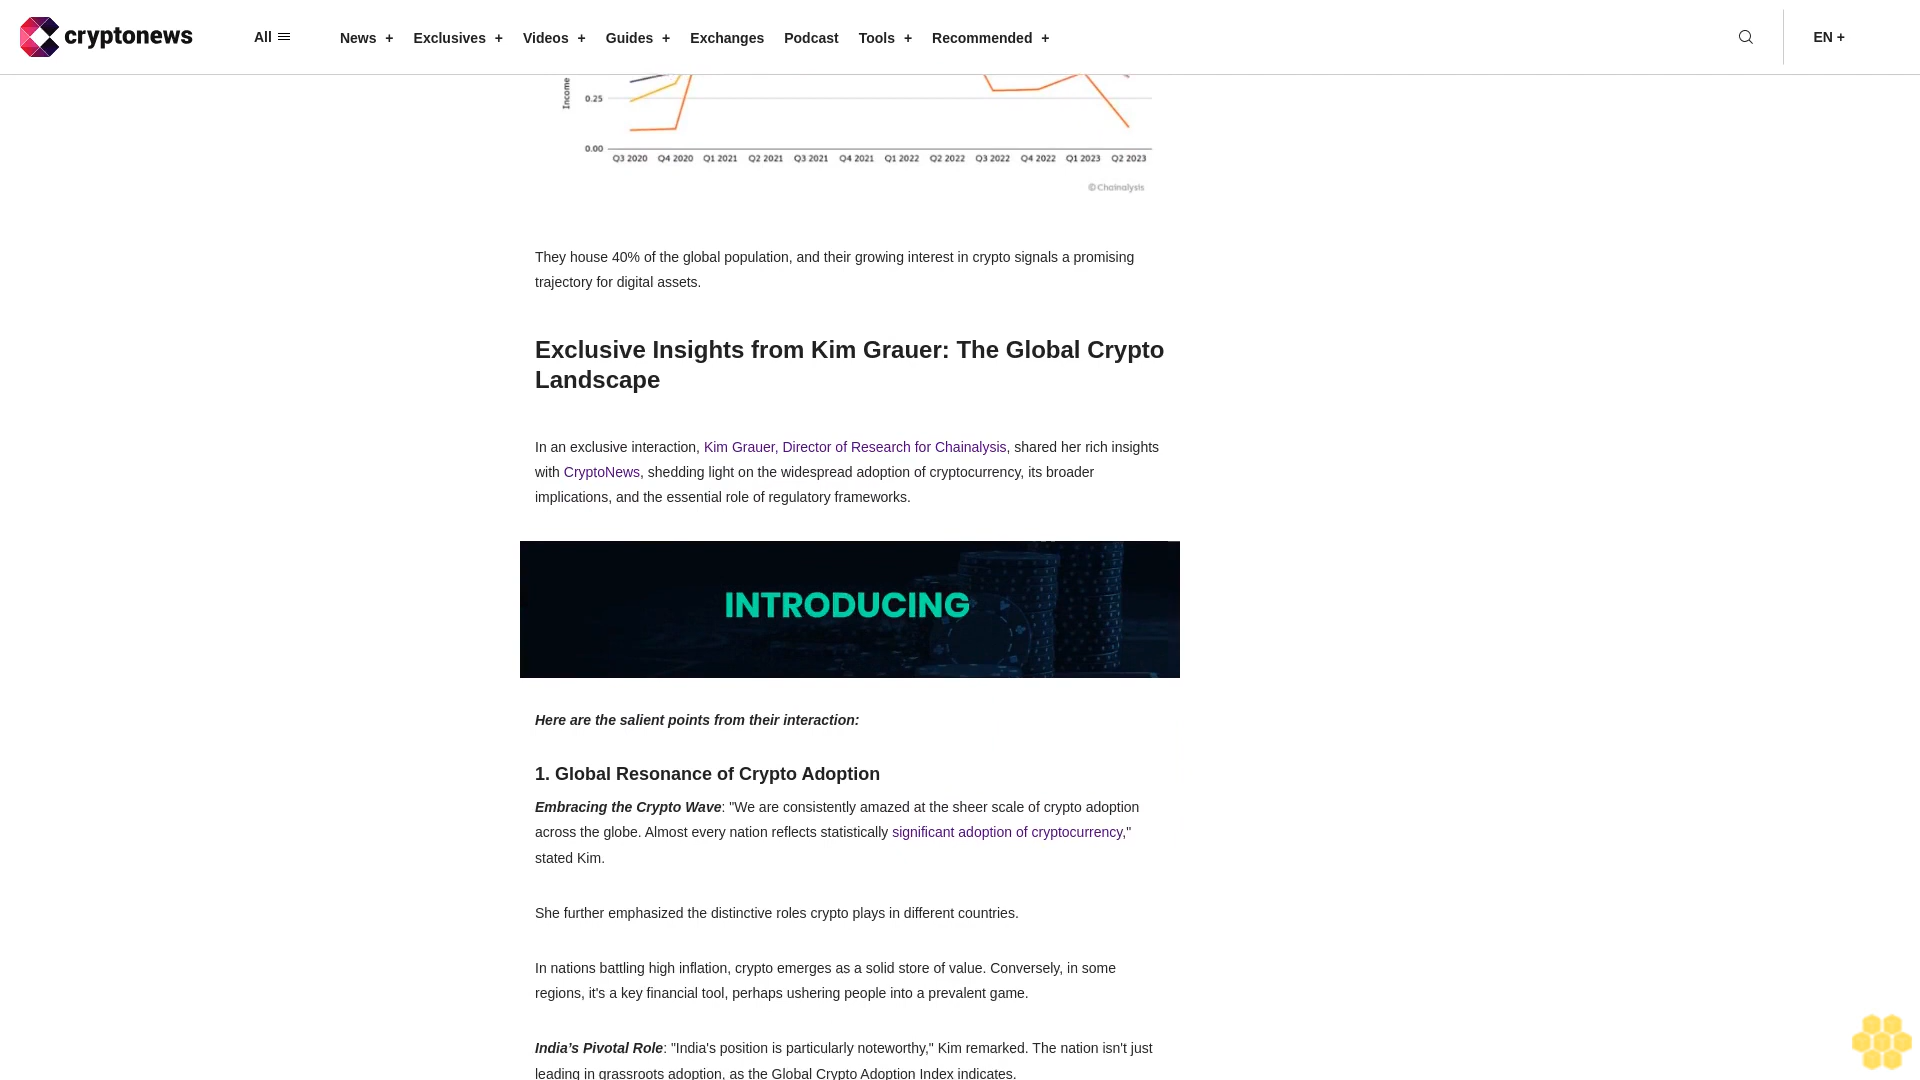 cryptonews
All
News + Exclusives + Videos + Guides + Exchanges Podcast Tools + Recommended +
EN +
Income
0.25
0.00
Q3 2020 Q4 2020 Q1 2021 Q2 2021 Q3 2021 Q4 2021 Q1 2022 Q2 2022 Q3 2022 Q4 2022 Q1 2023 Q2 2023
© Chainalysis
They house 40% of the global population, and their growing interest in crypto signals a promising
trajectory for digital assets.
Exclusive Insights from Kim Grauer: The Global Crypto
Landscape
In an exclusive interaction, Kim Grauer, Director of Research for Chainalysis, shared her rich insights
with CryptoNews, shedding light on the widespread adoption of cryptocurrency, its broader
implications, and the essential role of regulatory frameworks.
INTRODUCING
Here are the salient points from their interaction:
1. Global Resonance of Crypto Adoption
Embracing the Crypto Wave: "We are consistently amazed at the sheer scale of crypto adoption
across the globe. Almost every nation reflects statistically significant adoption of cryptocurrency,"
stated Kim.
She further emphasized the distinctive roles crypto plays in different countries.
In nations battling high inflation, crypto emerges as a solid store of value. Conversely, in some
regions, it's a key financial tool, perhaps ushering people into a prevalent game.
India’s Pivotal Role: "India's position is particularly noteworthy," Kim remarked. The nation isn't just
leading in grassroots adoption, as the Global Crypto Adoption Index indicates.